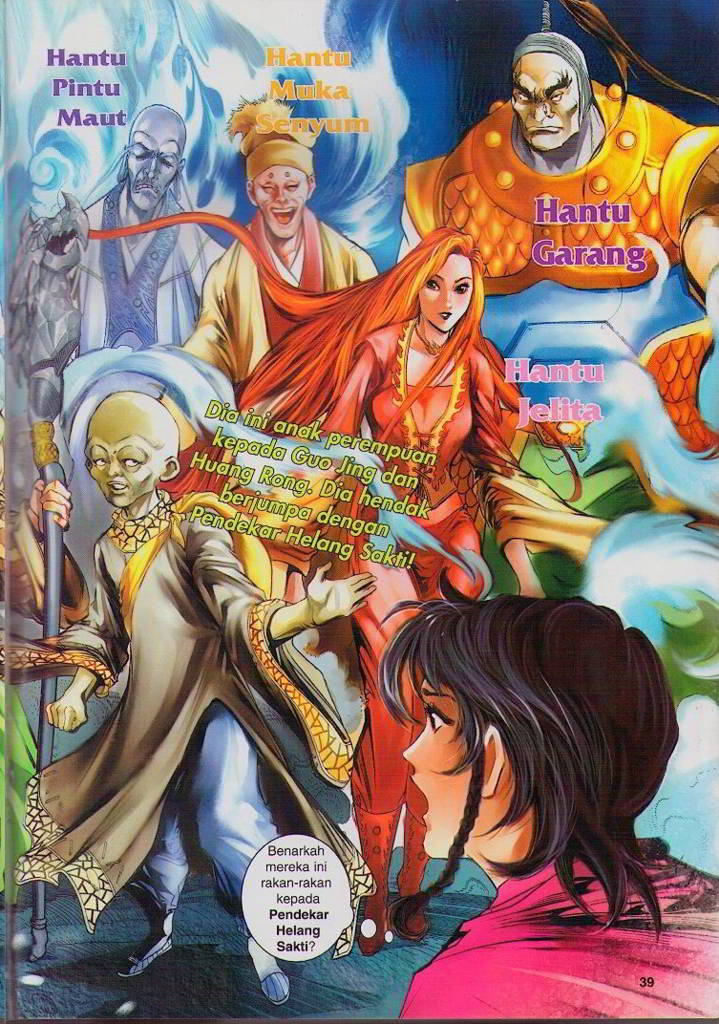 Hantu
Pintu
Maut
Hantu
Muka
Senyum
Hantu
Garang
Hantu
Jelita
Dia ini anak perempuan
kepada Guo Jing dan
Huang Rong. Dia hendak
berjumpa dengan
Pendekar Helang Sakti!
Benarkah
mereka ini
rakan-rakan
kepada
Pendekar
Helang
Sakti?
39